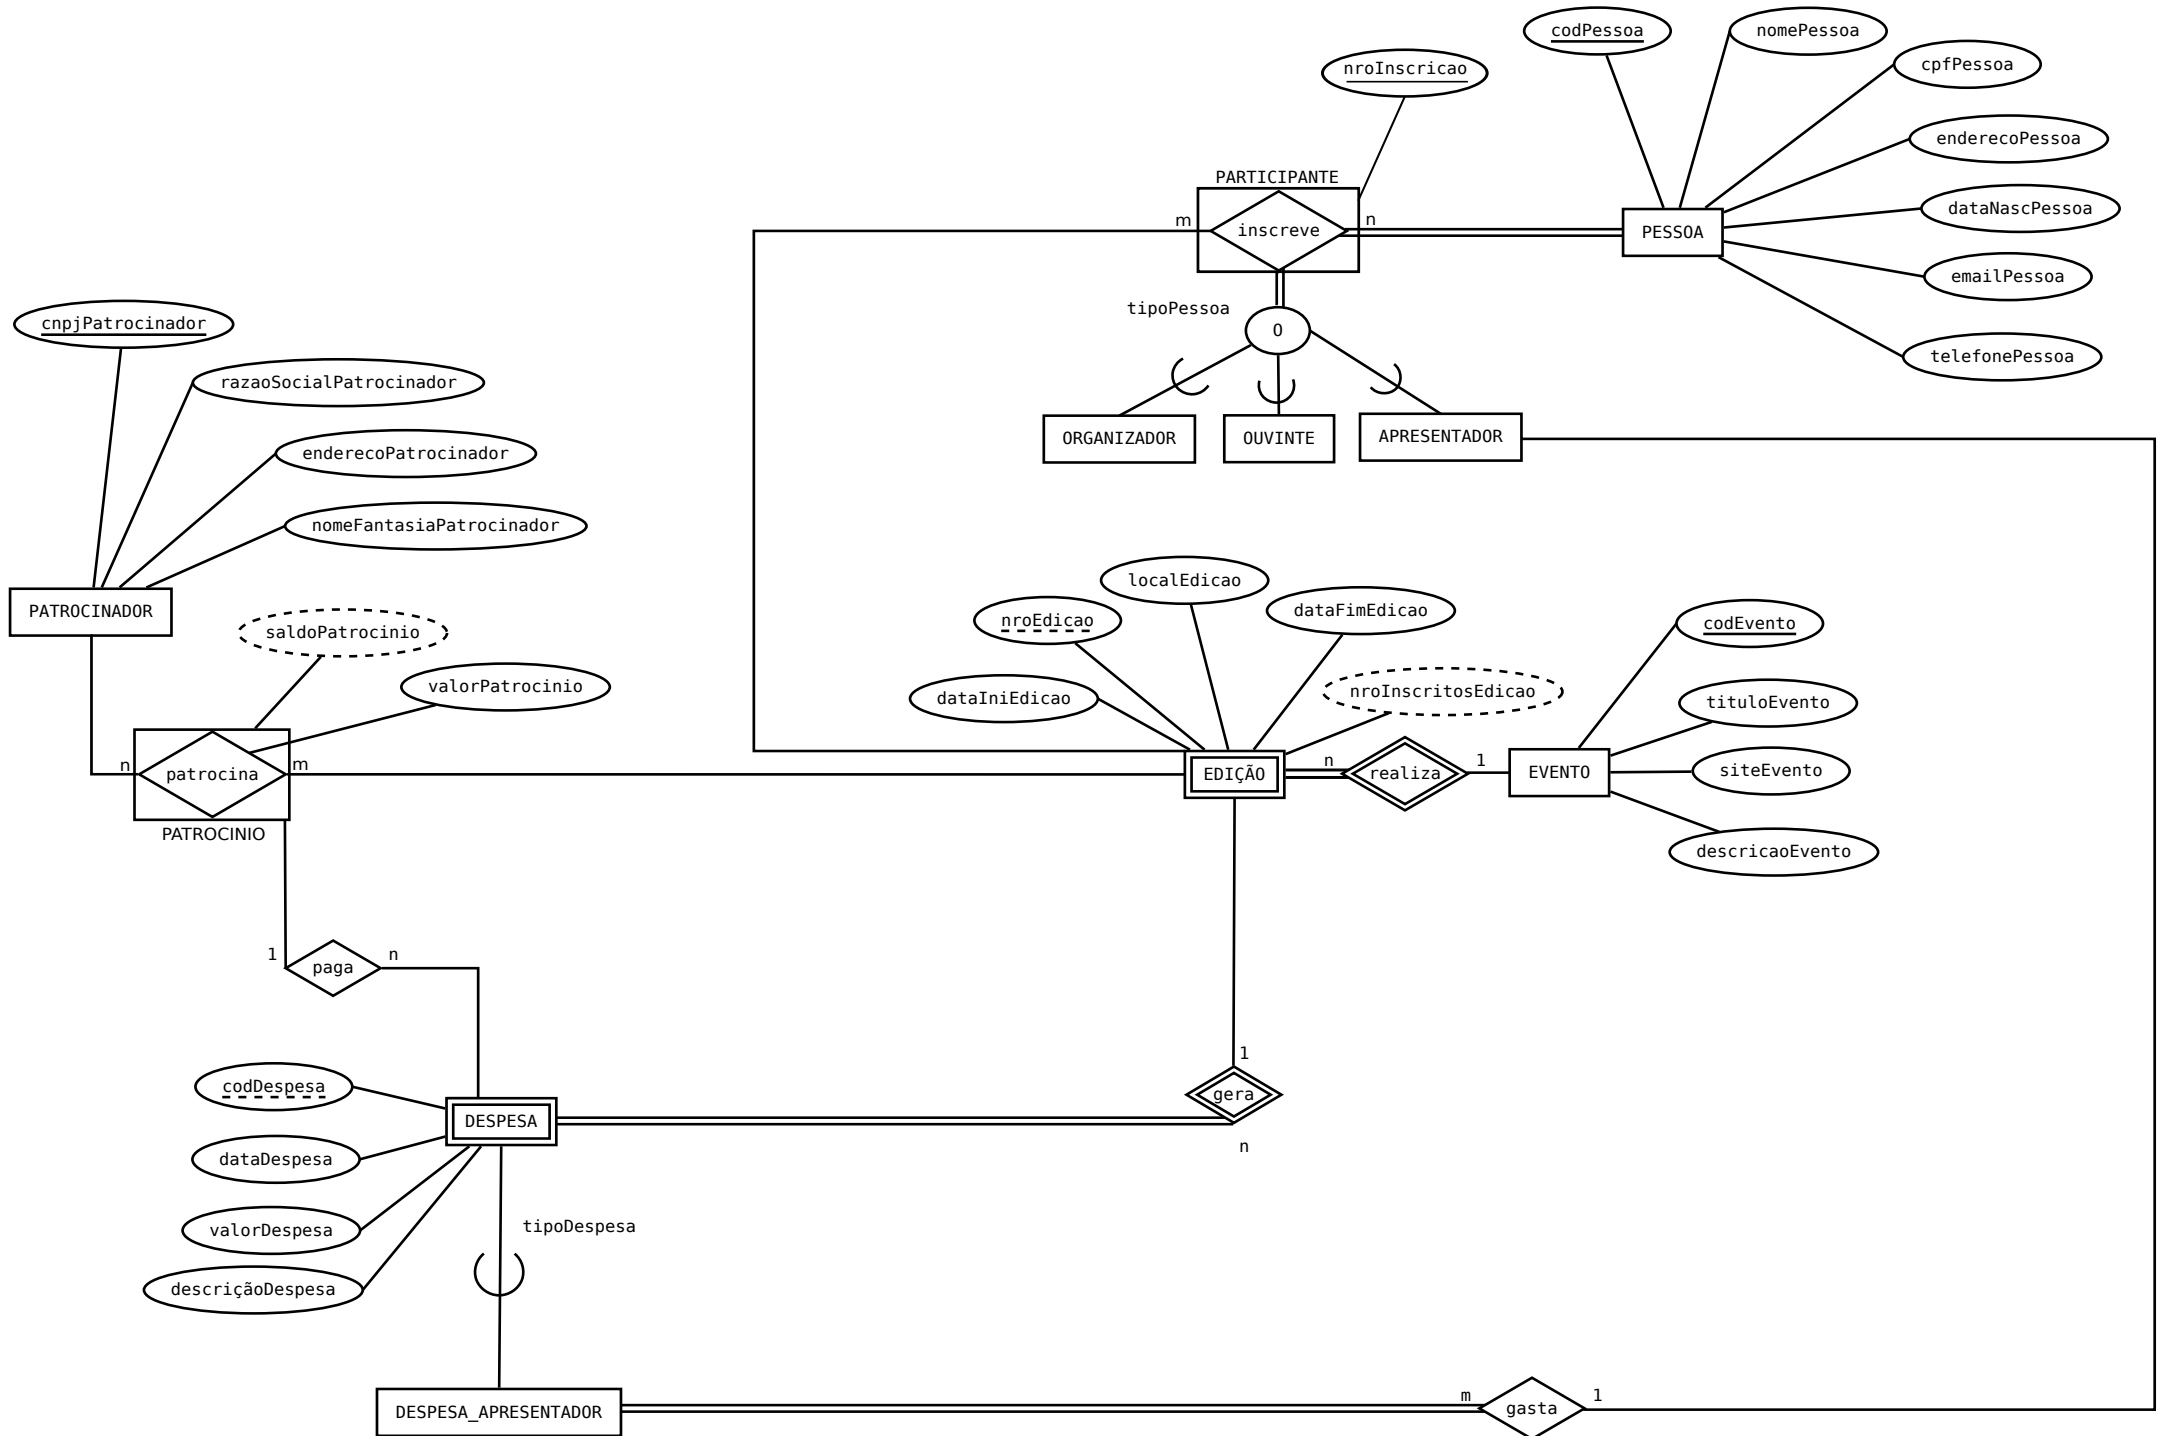 codPessoa
nomePessoa
cpfPessoa
nroInscricao
enderecoPessoa
PARTICIPANTE
dataNascPessoa
m
inscreve
n
PESSOA
emailPessoa
tipoPessoa
O
telefonePessoa
cnpjPatrocinador
razaoSocialPatrocinador
ORGANIZADOR
OUVINTE
APRESENTADOR
enderecoPatrocinador
nomeFantasiaPatrocinador
PATROCINADOR
saldoPatrocinio
valorPatrocinio
localEdicao
nroEdicao
dataFimEdicao
codEvento
dataIniEdicao
nroInscritosEdicao
tituloEvento
n
patrocina
m
EDIÇÃO
n
realiza
1
EVENTO
siteEvento
PATROCINIO
descricaoEvento
1
paga
n
1
gera
n
codDespesa
DESPESA
dataDespesa
valorDespesa
tipoDespesa
descriçãoDespesa
DESPESA_APRESENTADOR
m
gasta
1